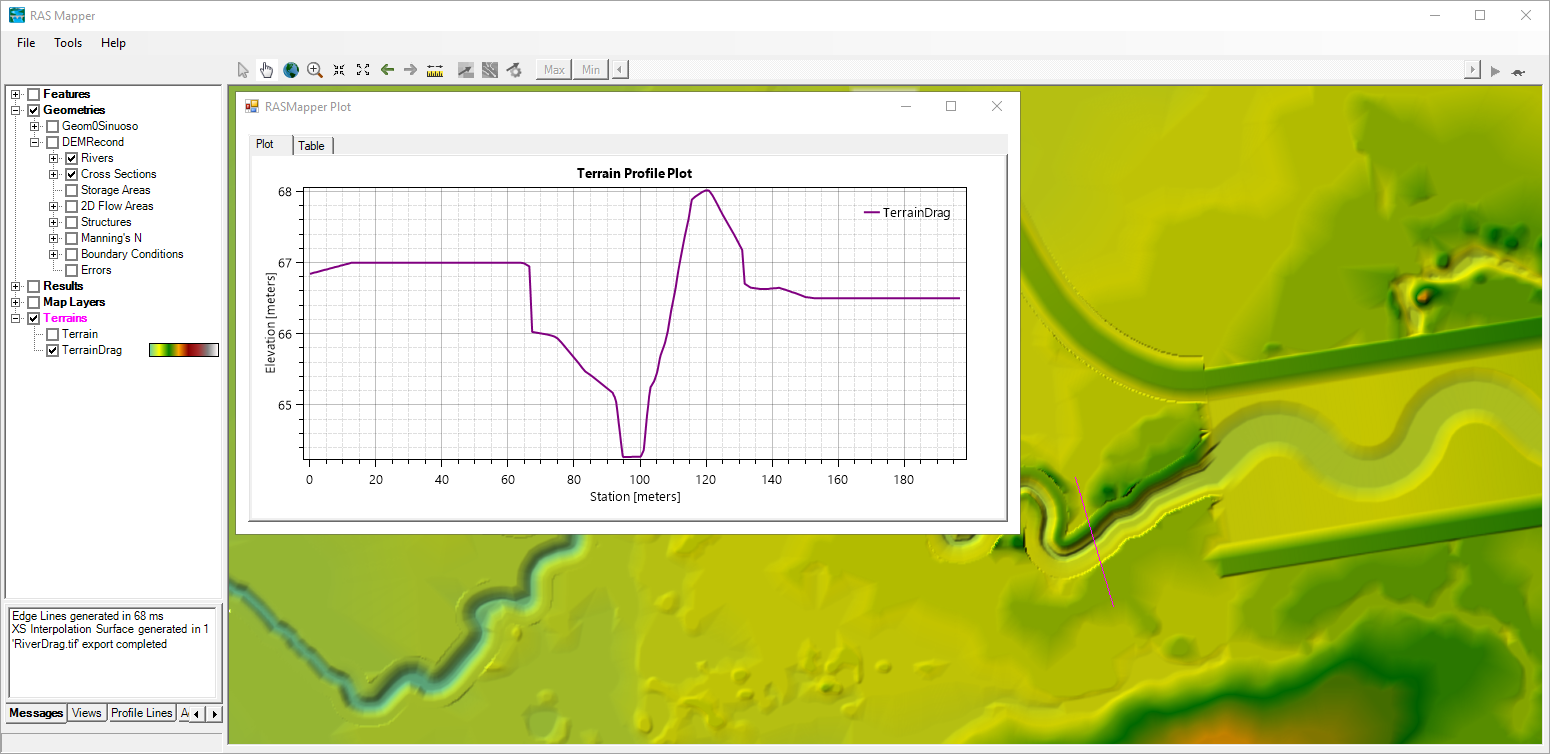 RAS Mapper
File Tools Help
Max Min
Features
Geometries
Geom0Sinuoso
DEMRecond
Rivers
Cross Sections
Storage Areas
2D Flow Areas
Structures
Manning's N
Boundary Conditions
Errors
Results
Map Layers
Terrains
Terrain
TerrainDrag
RASMapper Plot
Plot Table
Terrain Profile Plot
TerrainDrag
Elevation [meters]
68
67
66
65
0 20 40 60 80 100 120 140 160 180
Station [meters]
Edge Lines generated in 68 ms
XS Interpolation Surface generated in 1
'RiverDrag.tif' export completed
Messages Views Profile Lines